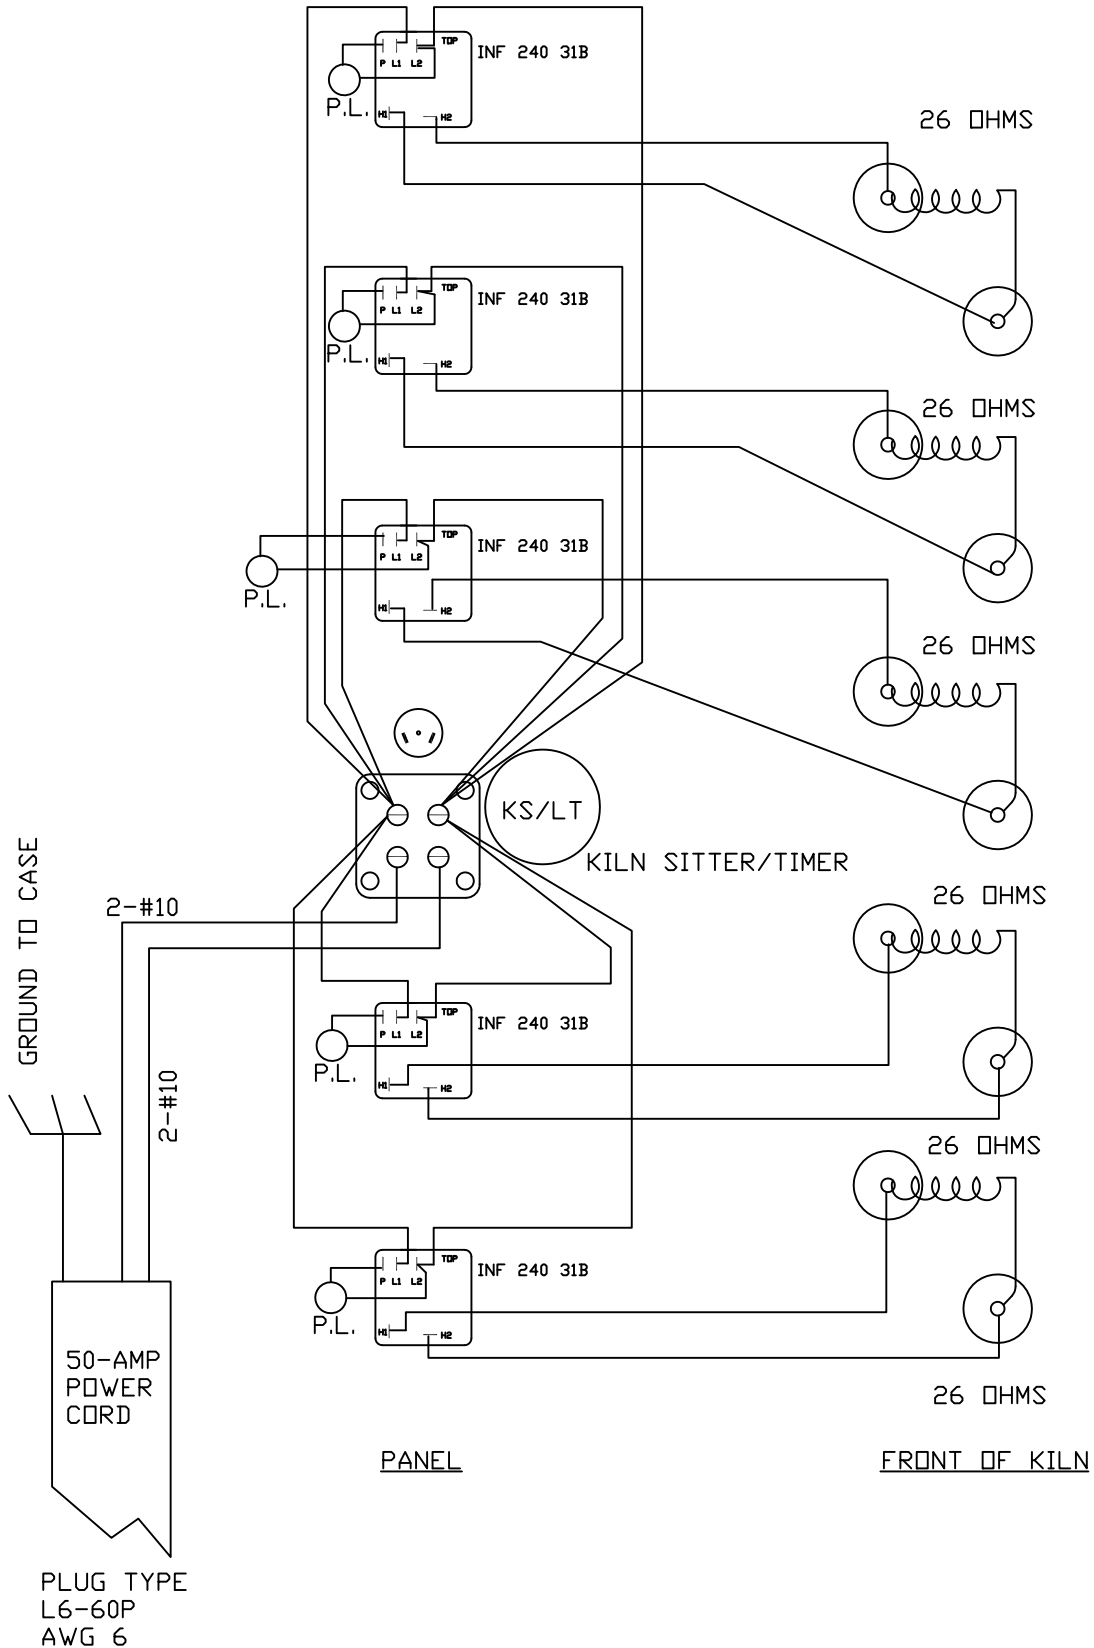 TOP
INF 240 31B
P L1 L2
P.L.
H1
H2
26 OHMS
TOP
INF 240 31B
P L1 L2
P.L.
H1
H2
26 OHMS
TOP
INF 240 31B
P L1 L2
P.L.
H1
H2
26 OHMS
KS/LT
KILN SITTER/TIMER
GROUND TO CASE
2-#10
2-#10
26 OHMS
TOP
INF 240 31B
P L1 L2
P.L.
H1
H2
26 OHMS
TOP
INF 240 31B
P L1 L2
P.L.
H1
H2
26 OHMS
50-AMP
POWER
CORD
PANEL
FRONT OF KILN
PLUG TYPE
L6-60P
AWG 6